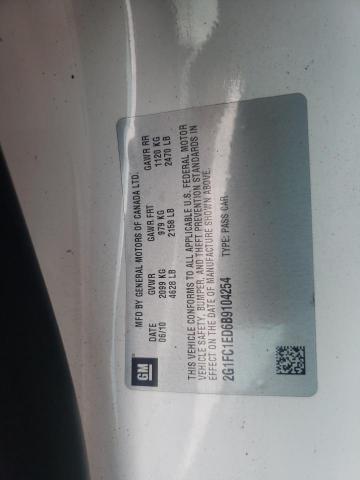 GM
MFD BY GENERAL MOTORS OF CANADA LTD.
DATE GVWR GAWR FRT GAWR RR
06/10 2099 KG 979 KG 1120 KG
4628 LB 2158 LB 2470 LB
THIS VEHICLE CONFORMS TO ALL APPLICABLE U.S. FEDERAL MOTOR
VEHICLE SAFETY, BUMPER, AND THEFT PREVENTION STANDARDS IN
EFFECT ON THE DATE OF MANUFACTURE SHOWN ABOVE.
2G1FC1ED6B9104254 TYPE: PASS CAR